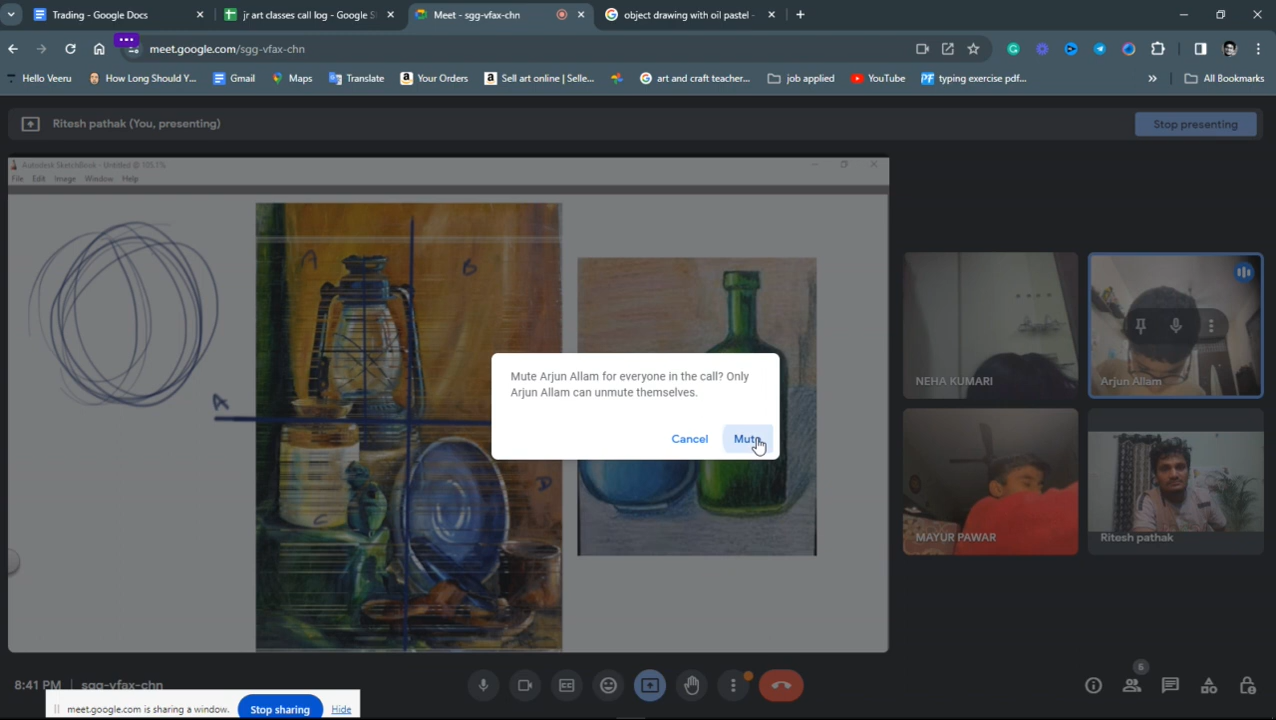 Trading - Google Docs
jr art classes call log - Google S
Meet - sgg-vfax-chn
object drawing with oil pastel -
meet.google.com/sgg-vfax-chn
Hello Veeru
How Long Should Y...
Gmail
Maps
Translate
Your Orders
Sell art online | Selle...
art and craft teacher...
job applied
YouTube
typing exercise pdf...
All Bookmarks
Ritesh pathak (You, presenting)
Stop presenting
Autodesk SketchBook - Untitled @ 105.1%
File Edit Image Window Help
A
B
A
C
D
Mute Arjun Allam for everyone in the call? Only
Arjun Allam can unmute themselves.
Cancel
Mute
NEHA KUMARI
Arjun Allam
MAYUR PAWAR
Ritesh pathak
8:41 PM | sgg-vfax-chn
6
meet.google.com is sharing a window.
Stop sharing
Hide